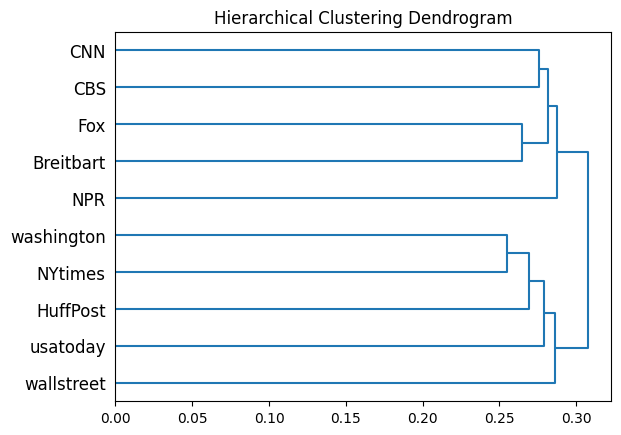 Hierarchical Clustering Dendrogram
CNN
CBS
Fox
Breitbart
NPR
washington
NYtimes
HuffPost
usatoday
wallstreet
0.00 0.05 0.10 0.15 0.20 0.25 0.30